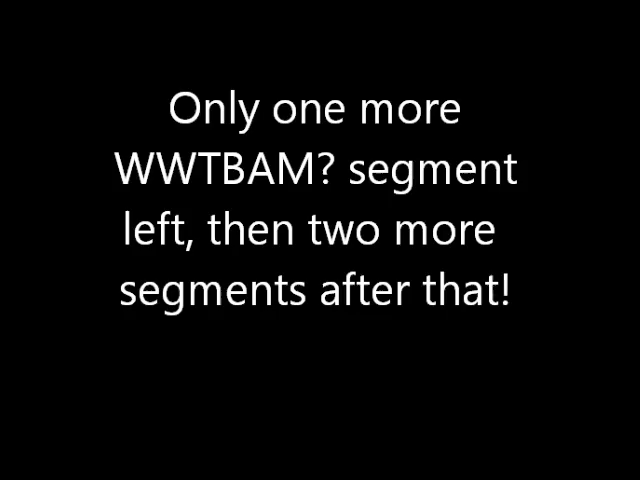 Only one more
WWTBAM? segment
left, then two more
segments after that!